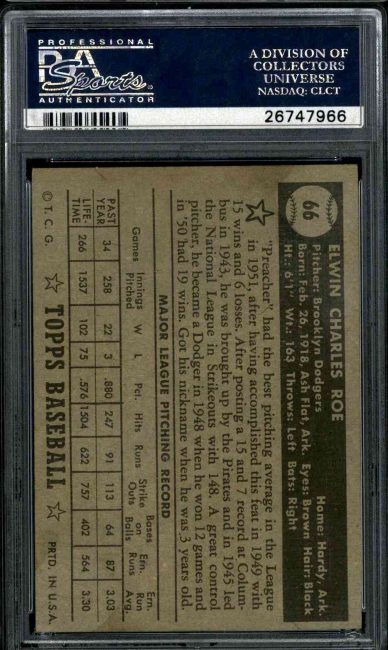 PROFESSIONAL
PSA
Sports
AUTHENTICATOR
A DIVISION OF
COLLECTORS
UNIVERSE
NASDAQ: CLCT
26747966
66
ELWIN CHARLES ROE
Pitcher: Brooklyn Dodgers Home: Hardy, Ark.
Born: Feb. 26, 1918, Ash Flat, Ark. Eyes: Brown Hair: Black
Ht.: 6'1" Wt.: 165 Throws: Left Bats: Right
"Preacher" had the best pitching average in the League
in 1951, after having accomplished this feat in 1949 with
15 wins and 6 losses. After posting a 15 and 7 record at Colum-
bus in 1943, he was brought up by the Pirates and in 1945 led
the National League in Strikeouts with 148. A great control
pitcher, he became a Dodger in 1948 when he won 12 games and
in '50 had 19 wins. Got his nickname when he was 3 years old.
MAJOR LEAGUE PITCHING RECORD
Games Innings Pitched W L Pct. Hits Runs Strike Outs Bases on Balls Ern. Runs Ern. Run Avg.
PAST YEAR 34 258 22 3 .880 247 91 113 64 87 3.03
LIFE-TIME 266 1537 102 75 .576 1504 622 757 402 564 3.30
© T. C. G. TOPPS BASEBALL PRTD. IN U.S.A.